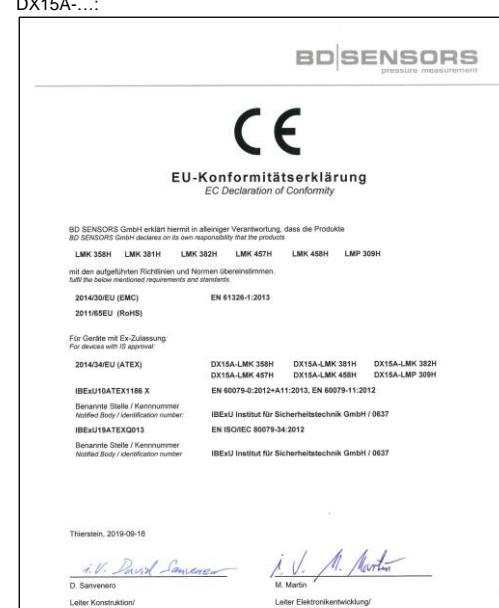 DX15A-…:
BD|SENSORS
pressure measurement
CE
EU-Konformitätserklärung
EC Declaration of Conformity
BD SENSORS GmbH erklärt hiermit in alleiniger Verantwortung, dass die Produkte
BD SENSORS GmbH declares on its own responsibility that the products
LMK 358H LMK 381H LMK 382H LMK 457H LMK 458H LMP 309H
mit den aufgeführten Richtlinien und Normen übereinstimmen.
fulfil the below mentioned requirements and standards.
2014/30/EU (EMC) EN 61326-1:2013
2011/65EU (RoHS)
Für Geräte mit Ex-Zulassung:
For devices with IS approval:
2014/34/EU (ATEX) DX15A-LMK 358H DX15A-LMK 381H DX15A-LMK 382H
DX15A-LMK 457H DX15A-LMK 458H DX15A-LMP 309H
IBExU10ATEX1186 X EN 60079-0:2012+A11:2013, EN 60079-11:2012
Benannte Stelle / Kennnummer
Notified Body / identification number: IBExU Institut für Sicherheitstechnik GmbH / 0637
IBExU19ATEXQ013 EN ISO/IEC 80079-34:2012
Benannte Stelle / Kennnummer
Notified Body / identification number IBExU Institut für Sicherheitstechnik GmbH / 0637
Thierstein, 2019-09-16
i.V. David Sanvenero i.V. M. Martin
D. Sanvenero M. Martin
Leiter Konstruktion/ Leiter Elektronikentwicklung/